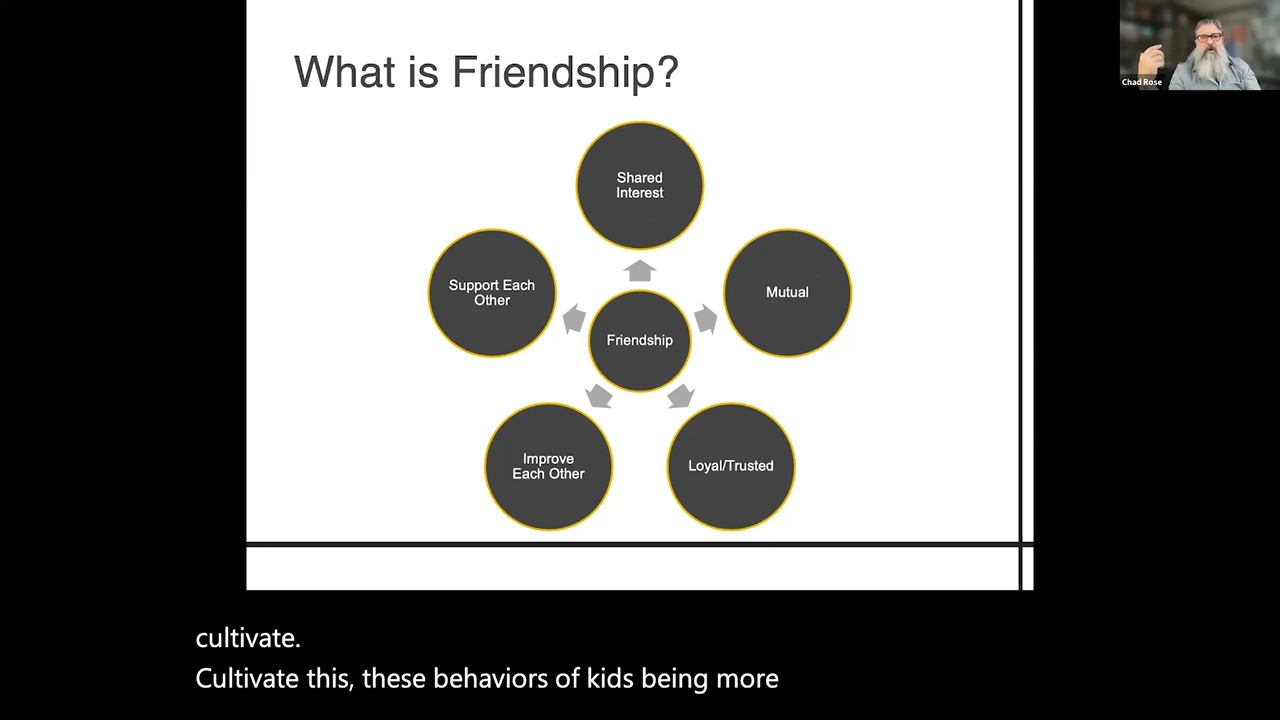 What is Friendship?
Chad Rose
Shared
Interest
Support Each
Other
Mutual
Friendship
Improve
Each Other
Loyal/Trusted
cultivate.
Cultivate this, these behaviors of kids being more